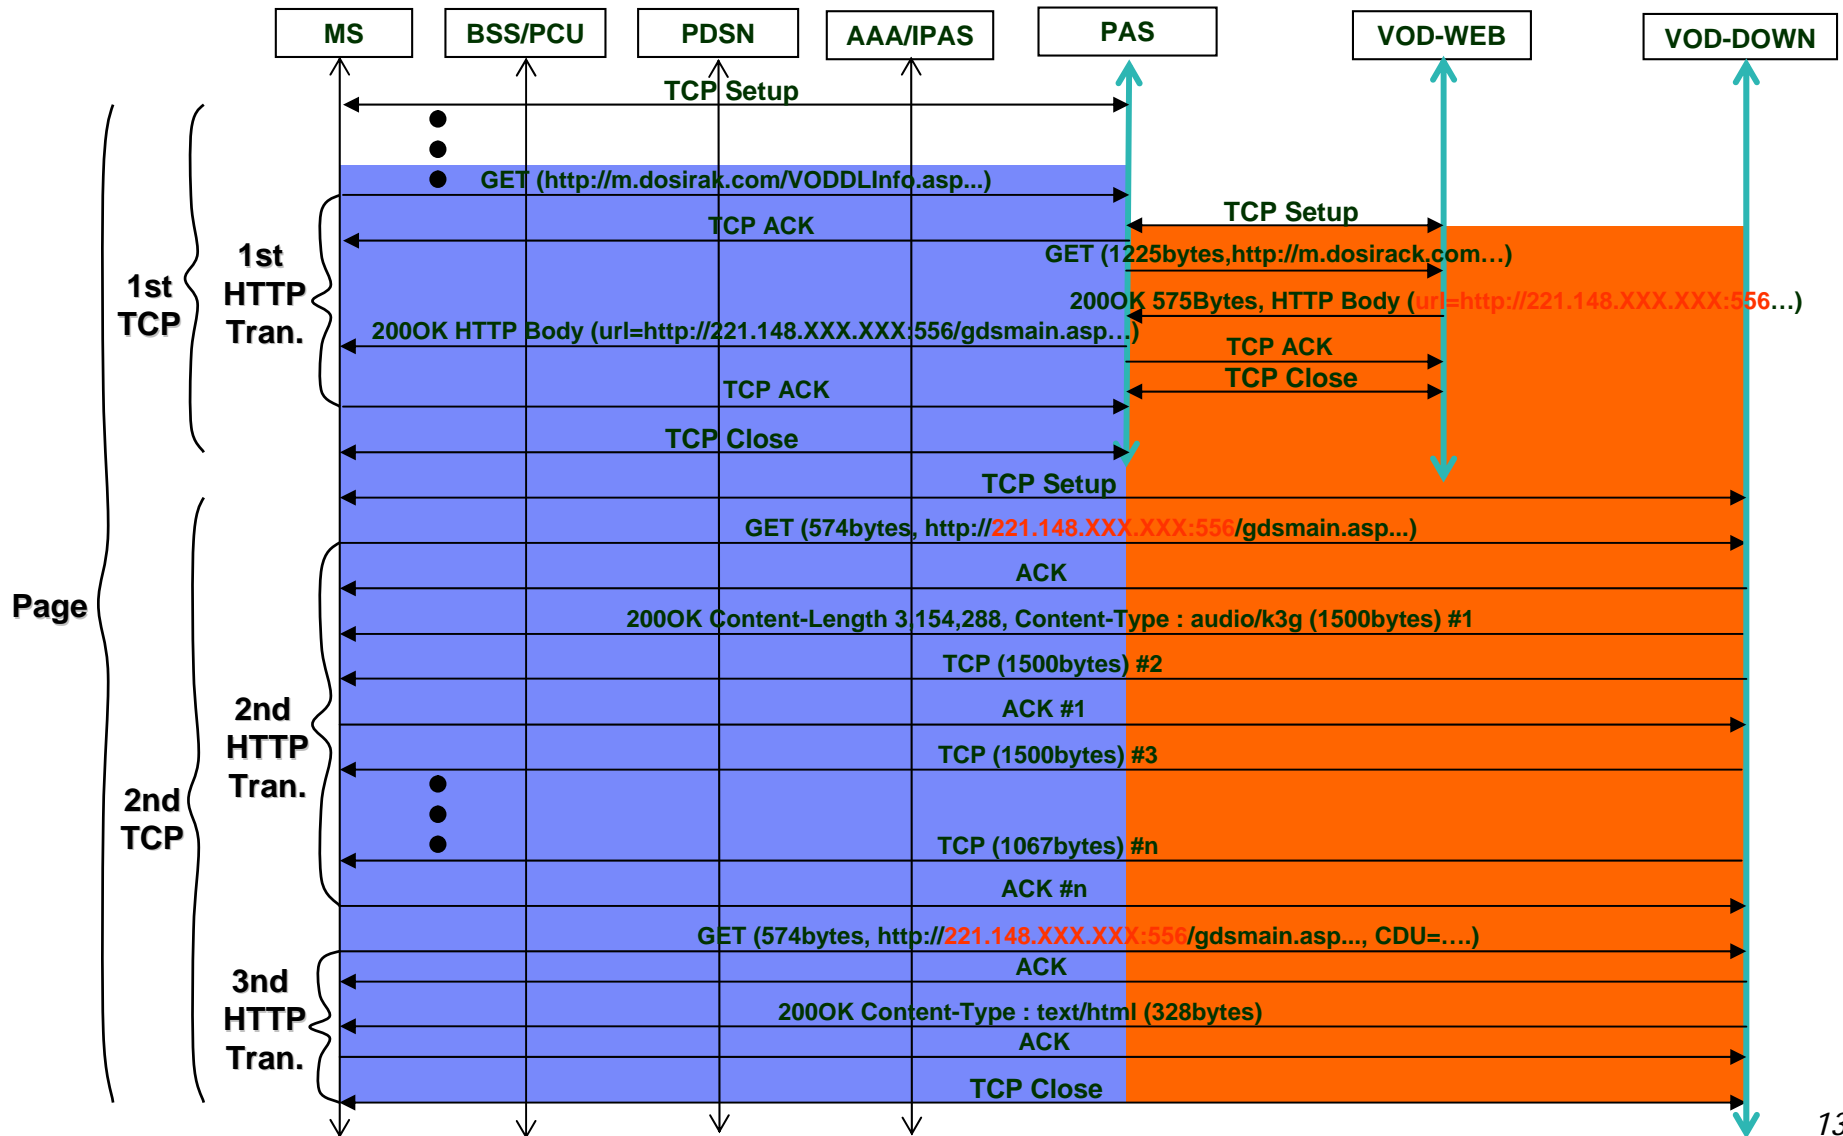 MS
BSS/PCU
PDSN
AAA/IPAS
PAS
VOD-WEB
VOD-DOWN
TCP Setup
GET (http://m.dosirak.com/VODDLInfo.asp...)
TCP ACK
TCP Setup
GET (1225bytes,http://m.dosirack.com…)
200OK 575Bytes, HTTP Body (url=http://221.148.XXX.XXX:556…)
200OK HTTP Body (url=http://221.148.XXX.XXX:556/gdsmain.asp…)
TCP ACK
TCP Close
TCP ACK
TCP Close
1st
HTTP
Tran.
1st
TCP
TCP Setup
GET (574bytes, http://221.148.XXX.XXX:556/gdsmain.asp...)
ACK
200OK Content-Length 3,154,288, Content-Type : audio/k3g (1500bytes) #1
TCP (1500bytes) #2
ACK #1
TCP (1500bytes) #3
TCP (1067bytes) #n
ACK #n
Page
2nd
HTTP
Tran.
2nd
TCP
GET (574bytes, http://221.148.XXX.XXX:556/gdsmain.asp..., CDU=….)
ACK
200OK Content-Type : text/html (328bytes)
ACK
TCP Close
3nd
HTTP
Tran.
13